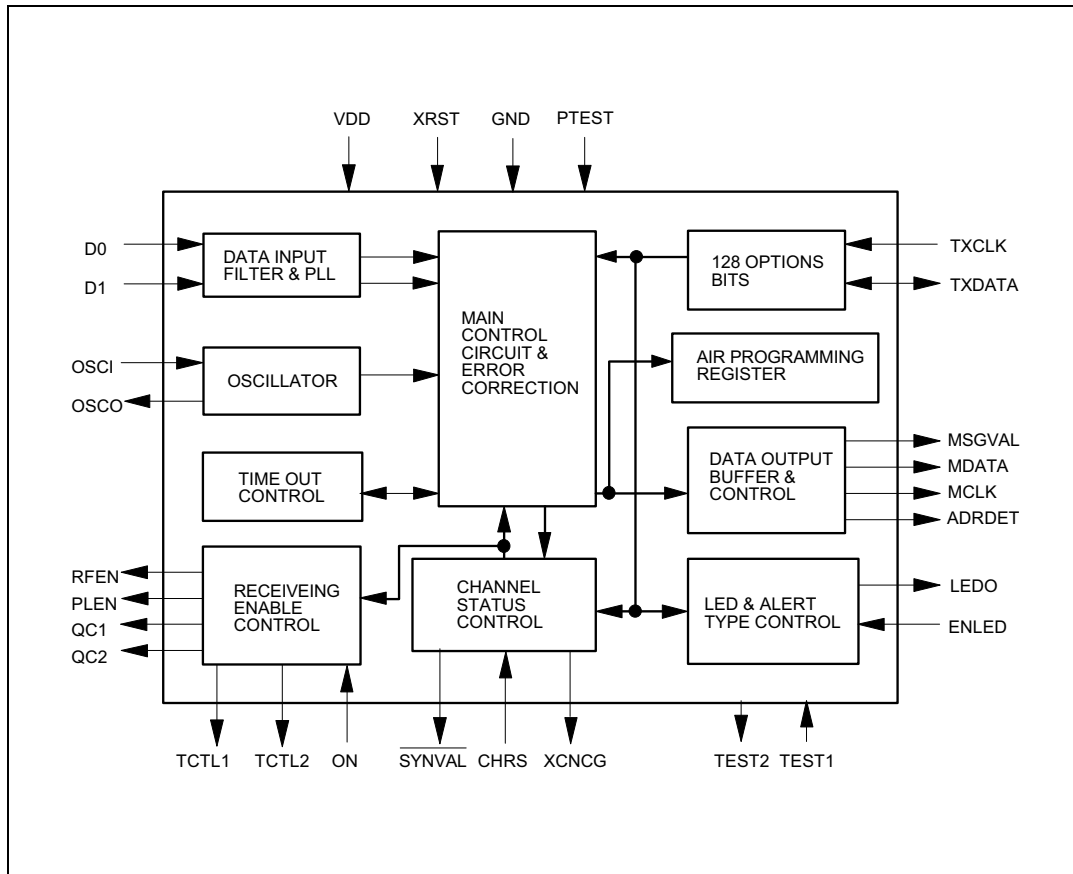 VDD XRST GND PTEST
D0
D1
DATA INPUT
FILTER & PLL
OSCI
OSCO
OSCILLATOR
TIME OUT
CONTROL
RFEN
PLEN
QC1
QC2
RECEIVEING
ENABLE
CONTROL
MAIN
CONTROL
CIRCUIT &
ERROR
CORRECTION
CHANNEL
STATUS
CONTROL
128 OPTIONS
BITS
TXCLK
TXDATA
AIR PROGRAMMING
REGISTER
DATA OUTPUT
BUFFER &
CONTROL
MSGVAL
MDATA
MCLK
ADRDET
LED & ALERT
TYPE CONTROL
LEDO
ENLED
TCTL1 TCTL2 ON SYNVAL CHRS XCNCG TEST2 TEST1